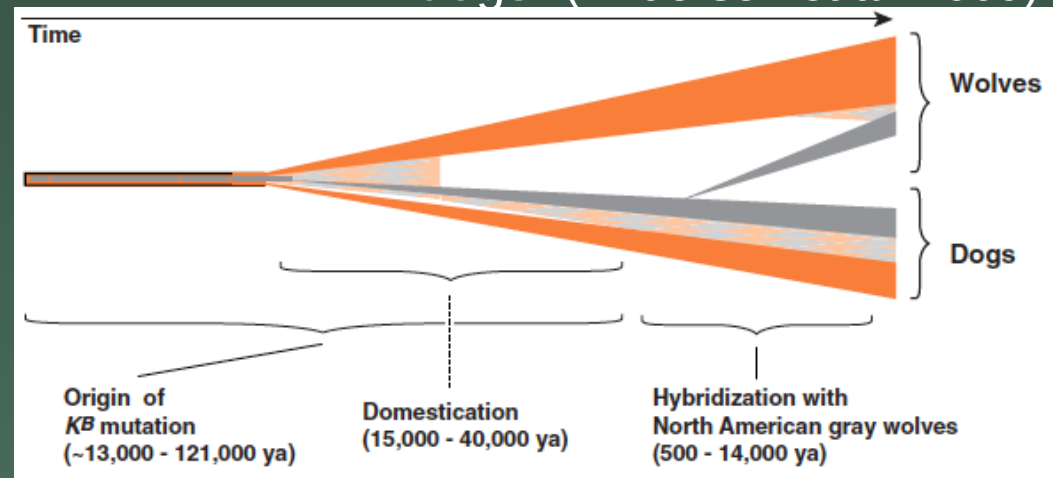 Time
Wolves
Dogs
Origin of
KB mutation
(~13,000 - 121,000 ya)
Domestication
(15,000 - 40,000 ya)
Hybridization with
North American gray wolves
(500 - 14,000 ya)